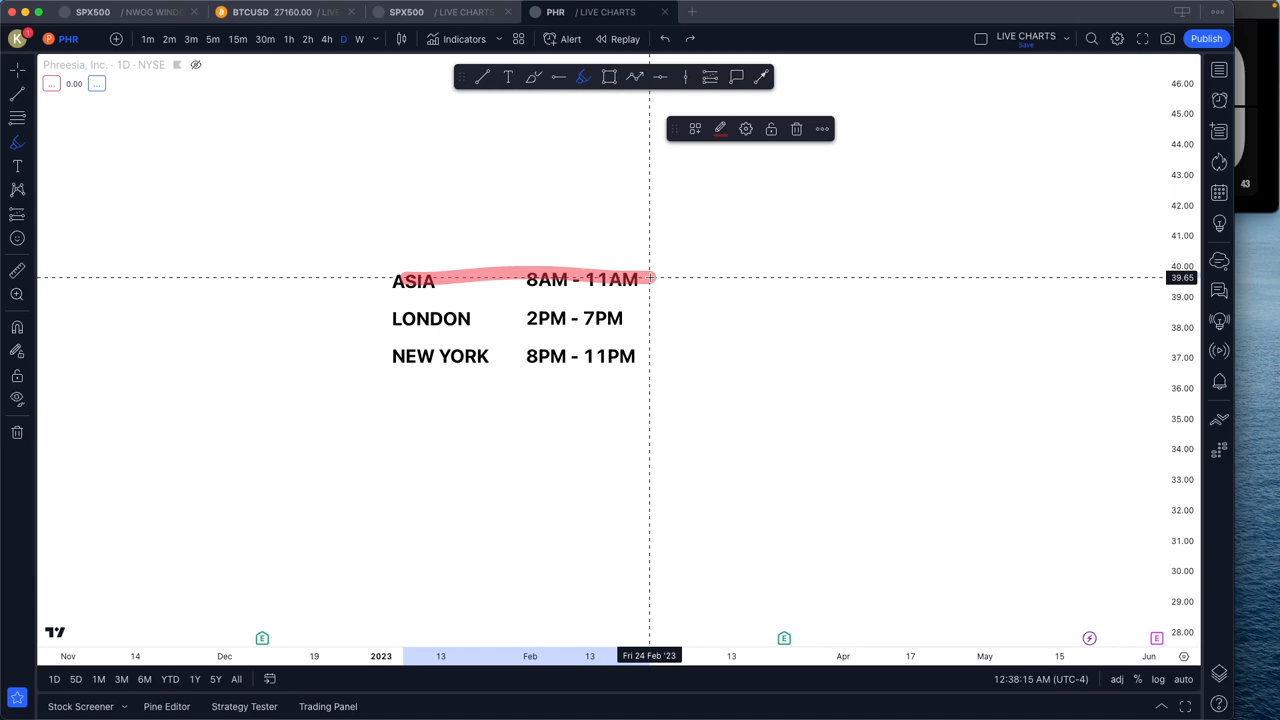 SPX500 / NWOG WINDO
BTCUSD 27160.00 / LIVE
SPX500 / LIVE CHARTS
PHR / LIVE CHARTS
K 1
PHR
1m 2m 3m 5m 15m 30m 1h 2h 4h D W
Indicators
Alert
Replay
LIVE CHARTS
Save
Publish
Phreesia, Inc. · 1D · NYSE
... 0.00 ...
46.00
45.00
44.00
43.00
43
42.00
41.00
40.00
39.65
39.00
38.00
37.00
36.00
35.00
34.00
33.00
32.00
31.00
30.00
29.00
28.00
ASIA 8AM - 11AM
LONDON 2PM - 7PM
NEW YORK 8PM - 11PM
E E E
Nov 14 Dec 19 2023 13 Feb 13 Fri 24 Feb '23 13 Apr 17 May 15 Jun
1D 5D 1M 3M 6M YTD 1Y 5Y All
12:38:15 AM (UTC-4) adj % log auto
Stock Screener Pine Editor Strategy Tester Trading Panel